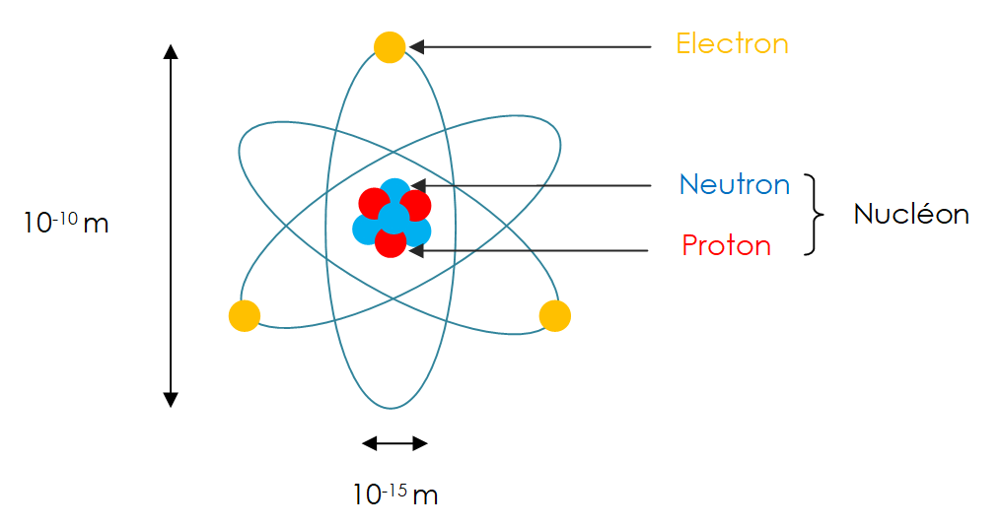 Electron
Neutron
Nucléon
10⁻¹⁰ m
Proton
10⁻¹⁵ m